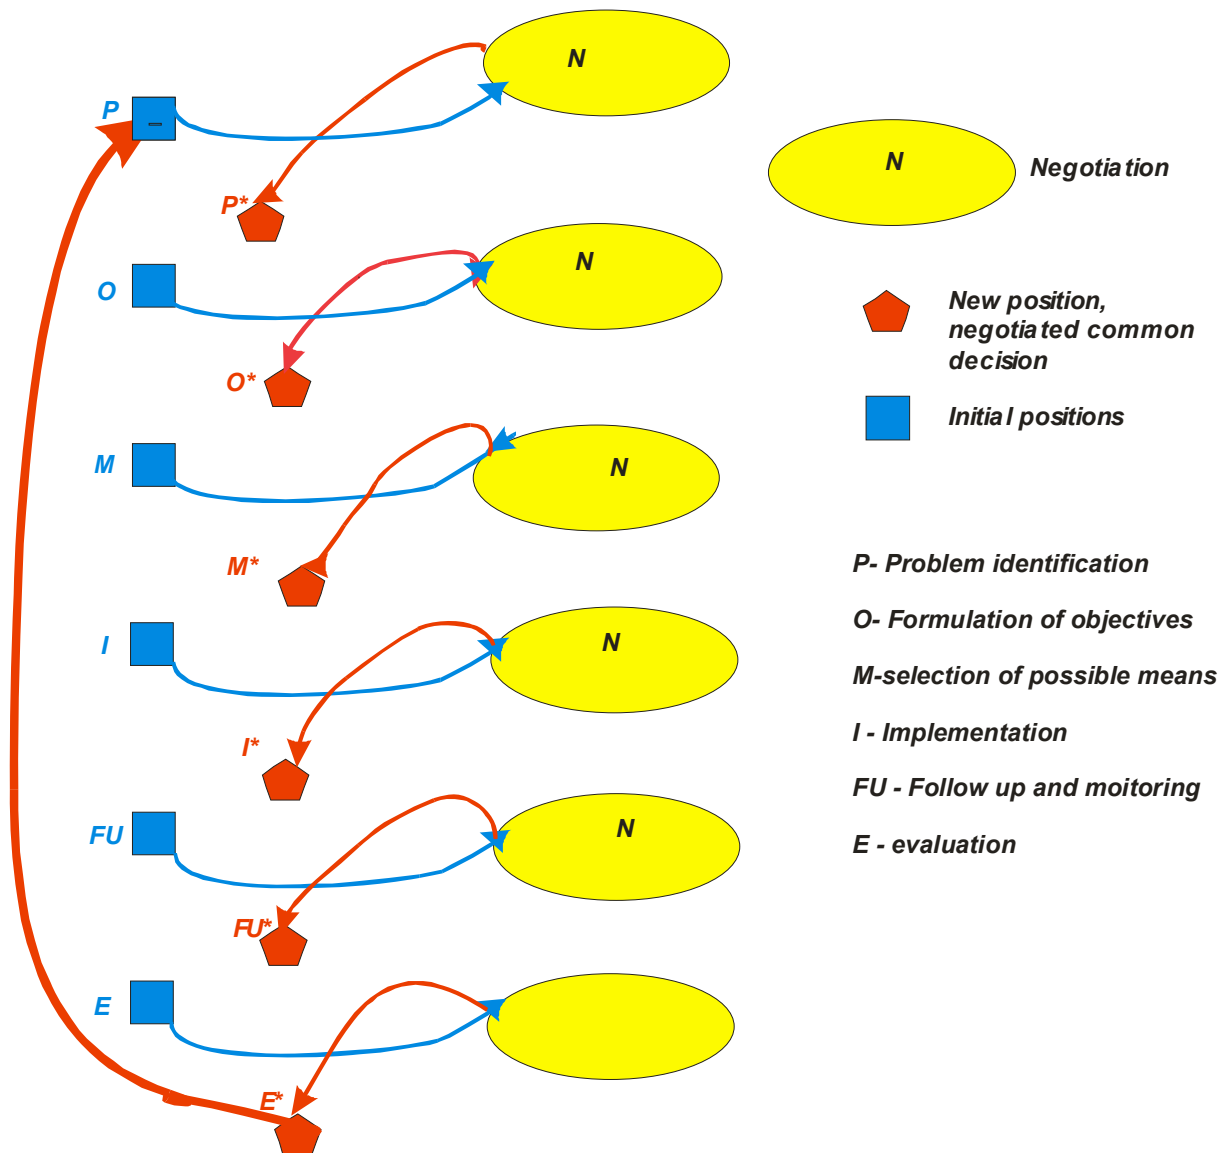 N
P
–
P*
N
Negotiation
N
O
O*
New position,
negotiated common
decision
Initial positions
M
N
M*
P- Problem identification
O- Formulation of objectives
M-selection of possible means
I
N
I - Implementation
I*
FU - Follow up and moitoring
FU
N
E - evaluation
FU*
E
E*